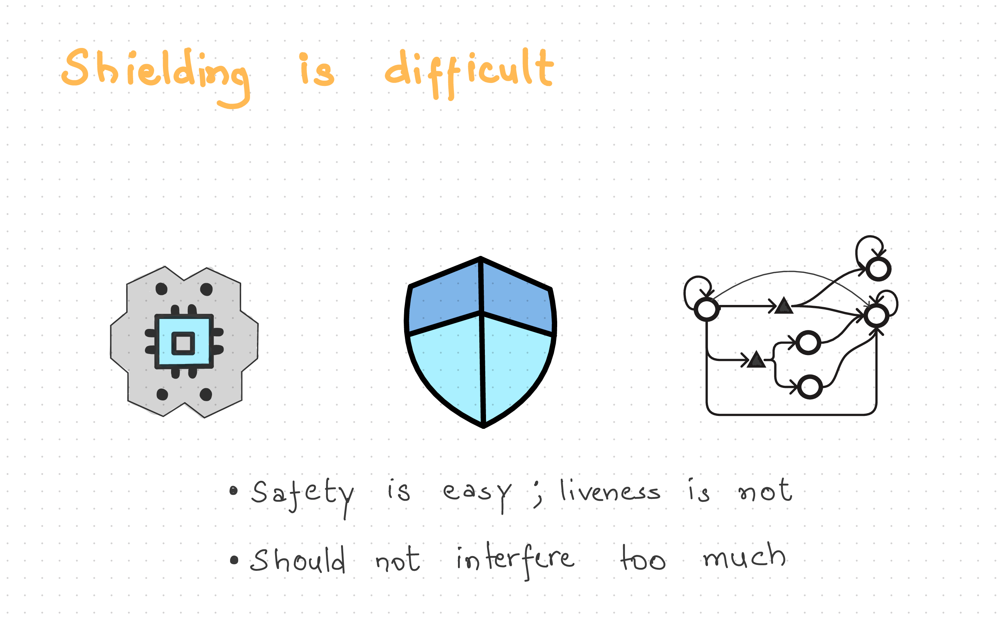 Shielding is difficult
• Safety is easy ; liveness is not
• Should not interfere too much